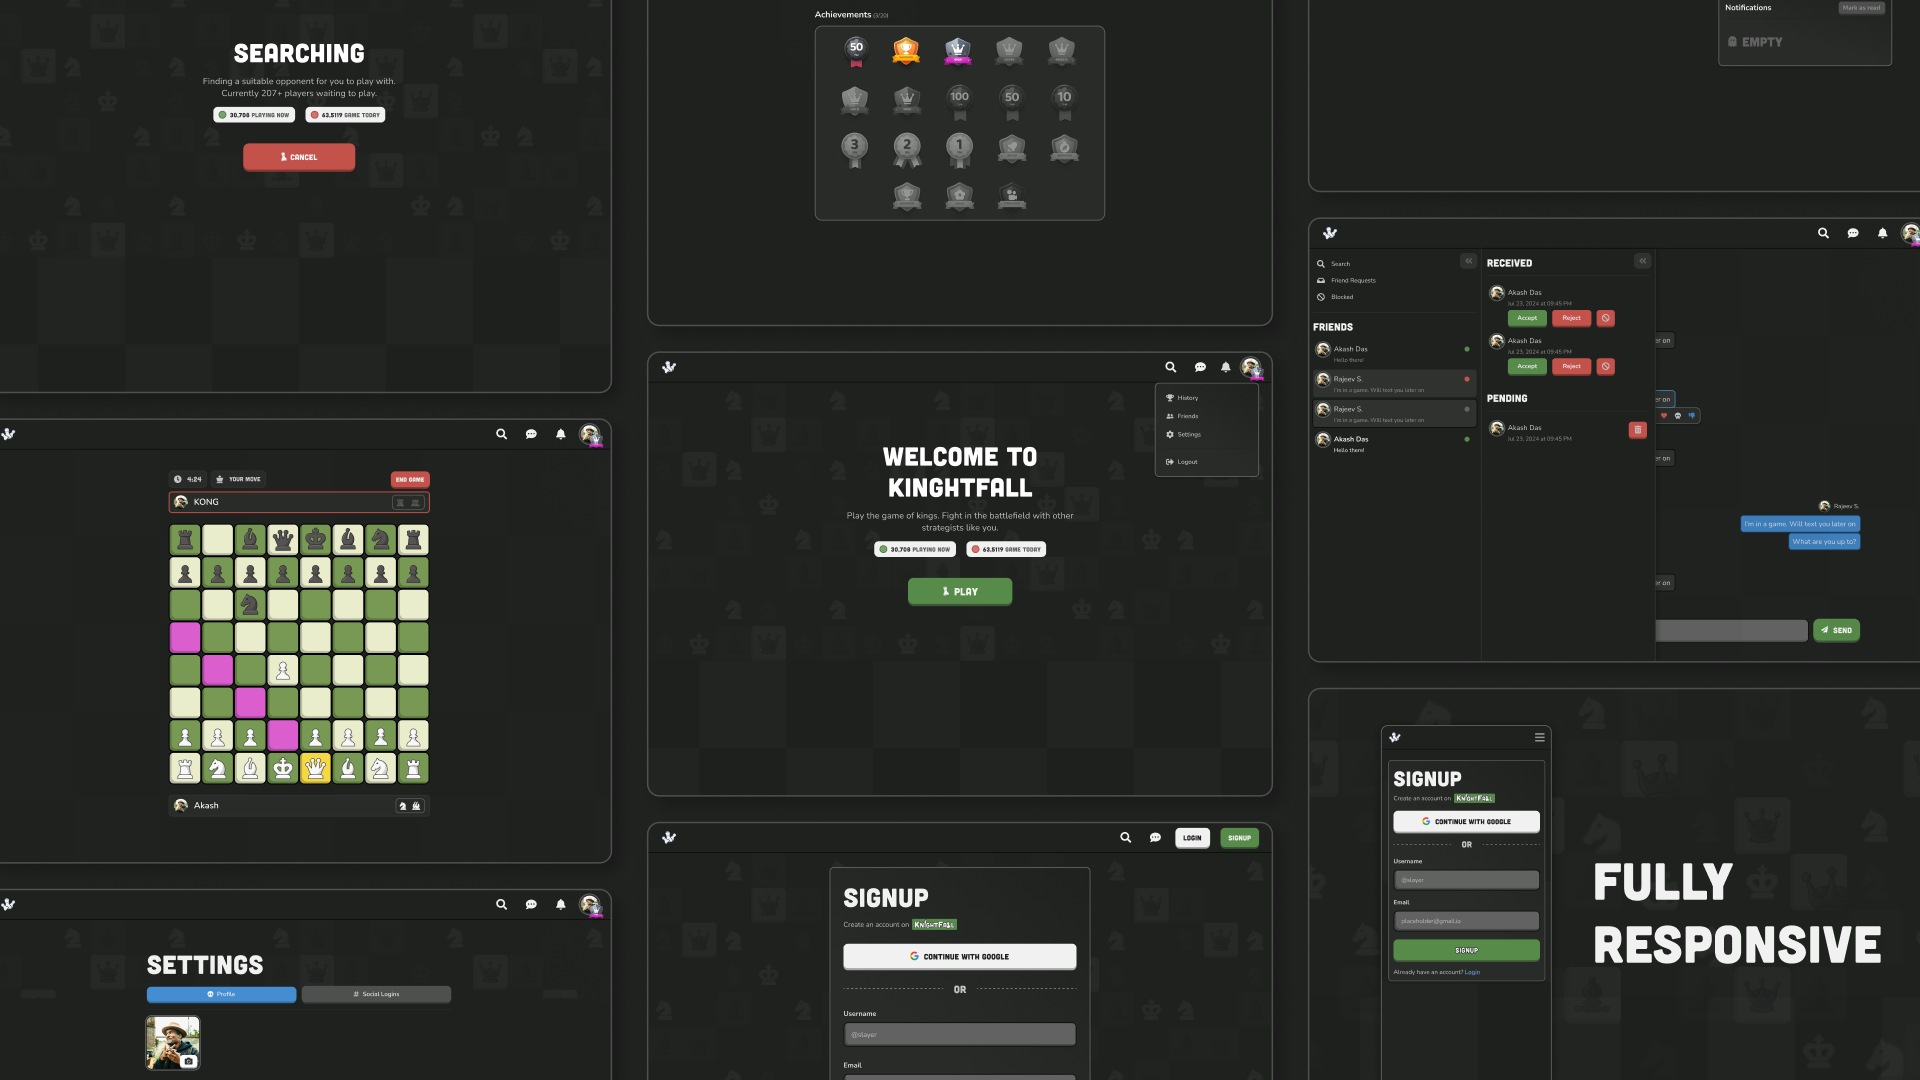 SEARCHING
Finding a suitable opponent for you to play with.
Currently 207+ players waiting to play.
30,708 PLAYING NOW
63,5119 GAME TODAY
CANCEL
4:24
YOUR MOVE
END GAME
KONG
Akash
SETTINGS
Profile
Social Logins
Achievements (3/20)
50
100
50
10
3
2
1
History
Friends
Settings
Logout
WELCOME TO
KINGHTFALL
Play the game of kings. Fight in the battlefield with other
strategists like you.
30,708 PLAYING NOW
63,5119 GAME TODAY
PLAY
LOGIN
SIGNUP
SIGNUP
Create an account on KNIGHTFALL
CONTINUE WITH GOOGLE
OR
Username
@slayer
Email
Notifications
Mark as read
EMPTY
Search
Friend Requests
Blocked
FRIENDS
Akash Das
Hello there!
Rajeev S.
I'm in a game. Will text you later on
Rajeev S.
I'm in a game. Will text you later on
Akash Das
Hello there!
RECEIVED
Akash Das
Jul 23, 2024 at 09:45 PM
Accept
Reject
Akash Das
Jul 23, 2024 at 09:45 PM
Accept
Reject
PENDING
Akash Das
Jul 23, 2024 at 09:45 PM
er on
er on
er on
Rajeev S.
I'm in a game. Will text you later on
What are you up to?
er on
SEND
SIGNUP
Create an account on KNIGHTFALL
CONTINUE WITH GOOGLE
OR
Username
@slayer
Email
placeholder@gmail.io
SIGNUP
Already have an account? Login
FULLY
RESPONSIVE